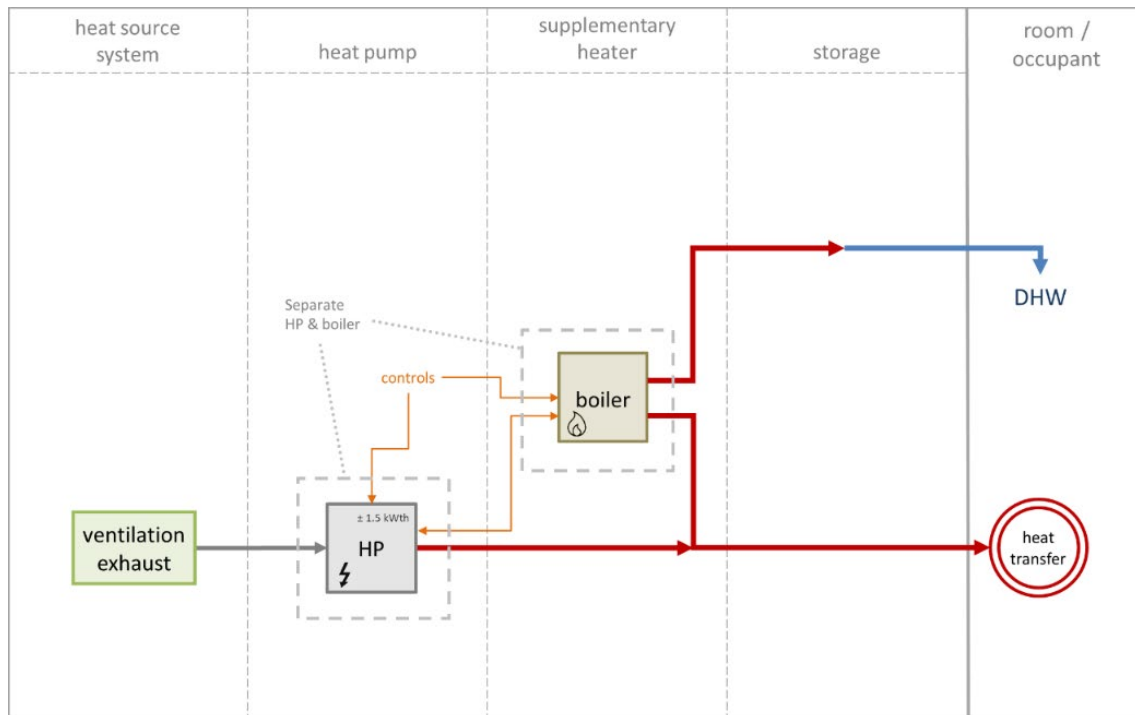 heat source
system
heat pump
supplementary
heater
storage
room /
occupant
DHW
Separate
HP & boiler
controls
boiler
± 1.5 kWth
HP
ventilation
exhaust
heat
transfer